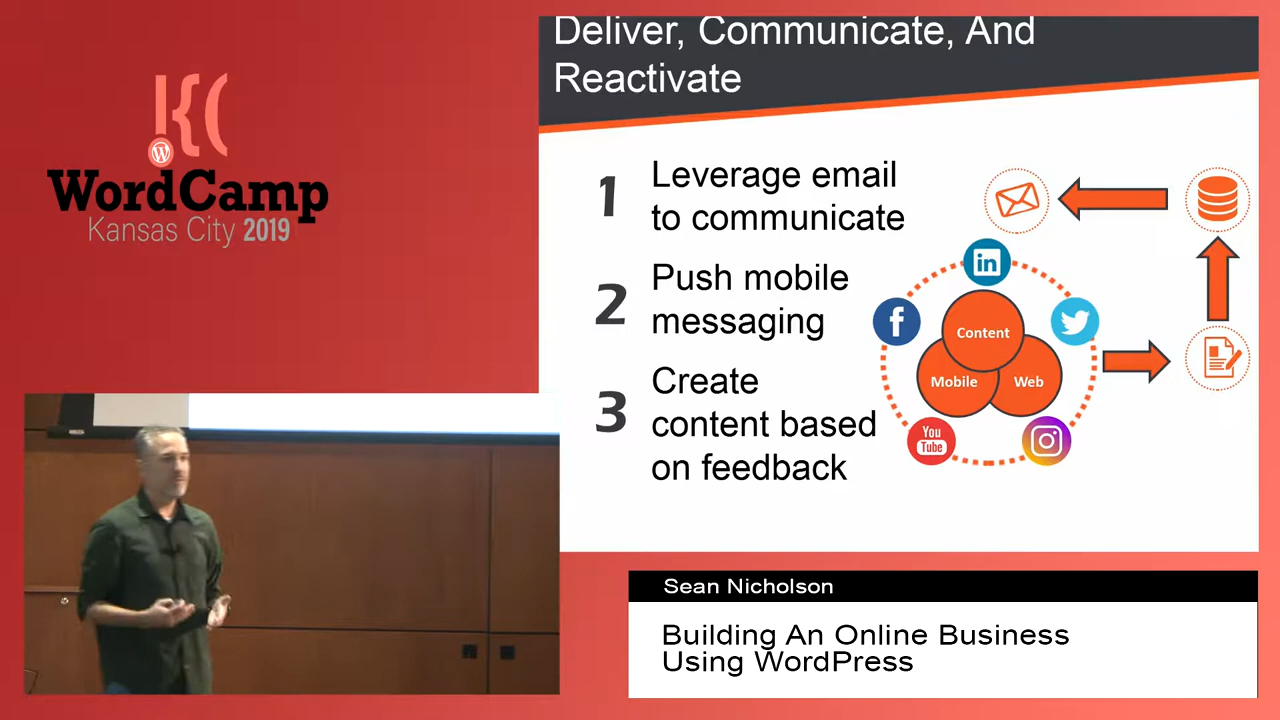 Deliver, Communicate, And
Reactivate
K(
WordCamp
Kansas City 2019
1 Leverage email
to communicate
2 Push mobile
messaging
3 Create
content based
on feedback
in
f
Content
Mobile
Web
You
Tube
Sean Nicholson
Building An Online Business
Using WordPress